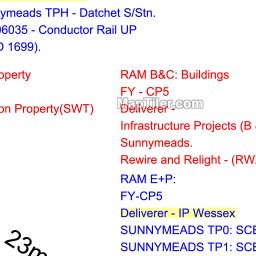 ymeads TPH - Datchet S/Stn.
06035 - Conductor Rail UP
1699).
operty
RAM B&C: Buildings
FY - CP5
on Property(SWT)
Deliverer -
MapTiler.com
Infrastructure Projects (B
Sunnymeads.
Rewire and Relight - (RW
RAM E+P:
FY-CP5
Deliverer - IP Wessex
SUNNYMEADS TP0: SCE
SUNNYMEADS TP1: SCE
23m